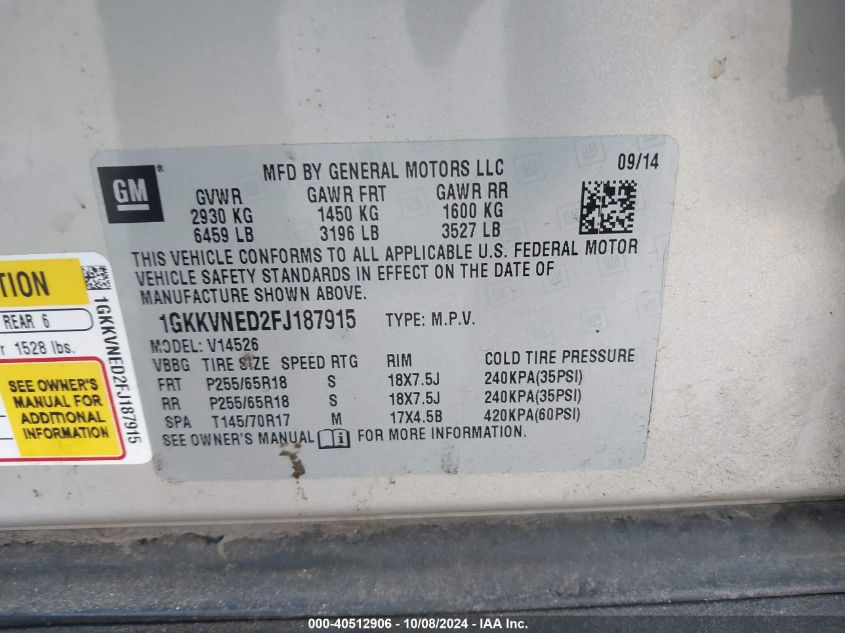 GM ®
MFD BY GENERAL MOTORS LLC
09/14
GVWR GAWR FRT GAWR RR
2930 KG 1450 KG 1600 KG
6459 LB 3196 LB 3527 LB
THIS VEHICLE CONFORMS TO ALL APPLICABLE U.S. FEDERAL MOTOR
VEHICLE SAFETY STANDARDS IN EFFECT ON THE DATE OF
MANUFACTURE SHOWN ABOVE.
1GKKVNED2FJ187915 TYPE: M.P.V.
MODEL: V14526
VBBG TIRE SIZE SPEED RTG RIM COLD TIRE PRESSURE
FRT P255/65R18 S 18X7.5J 240KPA(35PSI)
RR P255/65R18 S 18X7.5J 240KPA(35PSI)
SPA T145/70R17 M 17X4.5B 420KPA(60PSI)
SEE OWNER'S MANUAL i FOR MORE INFORMATION.
REAR 6
1528 lbs.
SEE OWNER'S
MANUAL FOR
ADDITIONAL
INFORMATION
1GKKVNED2FJ187915
000-40512906 - 10/08/2024 - IAA Inc.